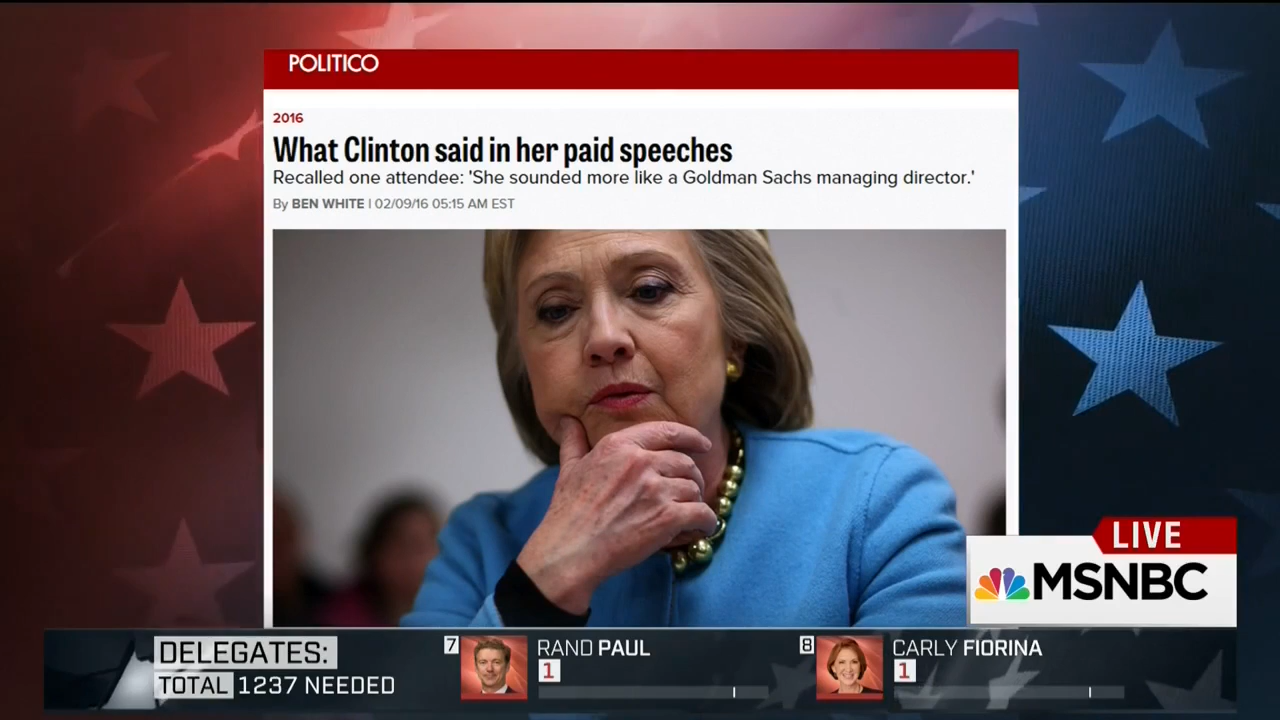 POLITICO
2016
What Clinton said in her paid speeches
Recalled one attendee: 'She sounded more like a Goldman Sachs managing director.'
By BEN WHITE | 02/09/16 05:15 AM EST
LIVE
MSNBC
DELEGATES:
TOTAL 1237 NEEDED
7 RAND PAUL
1
8 CARLY FIORINA
1